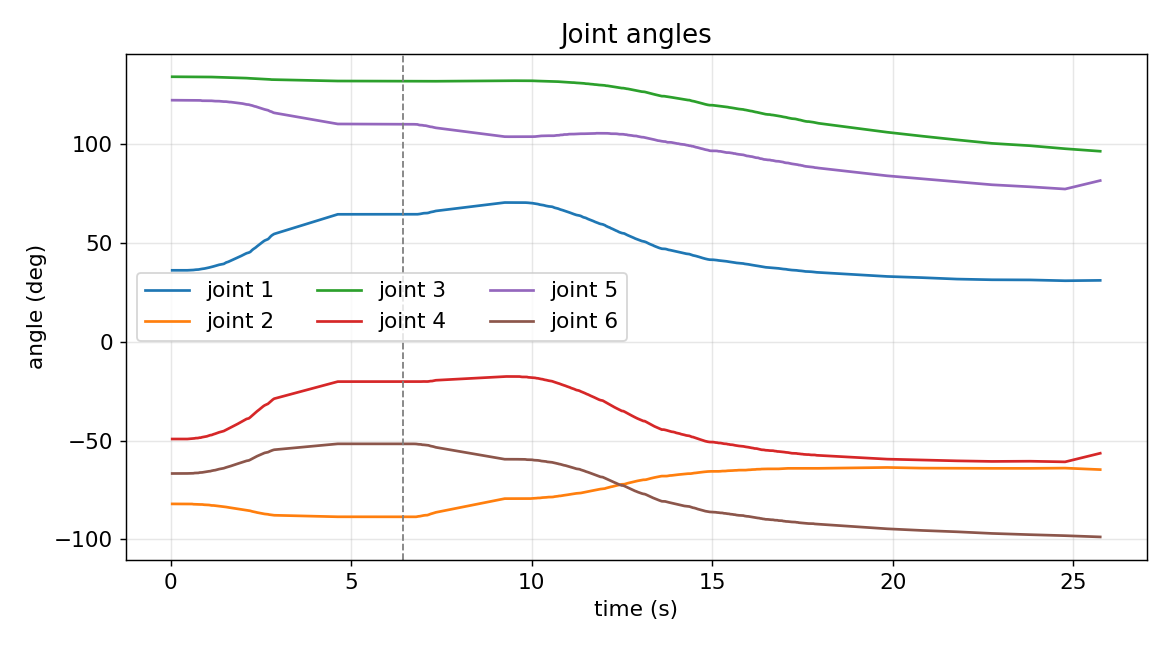 Joint angles
angle (deg)
100
50
0
−50
−100
joint 1 joint 3 joint 5
joint 2 joint 4 joint 6
0 5 10 15 20 25
time (s)